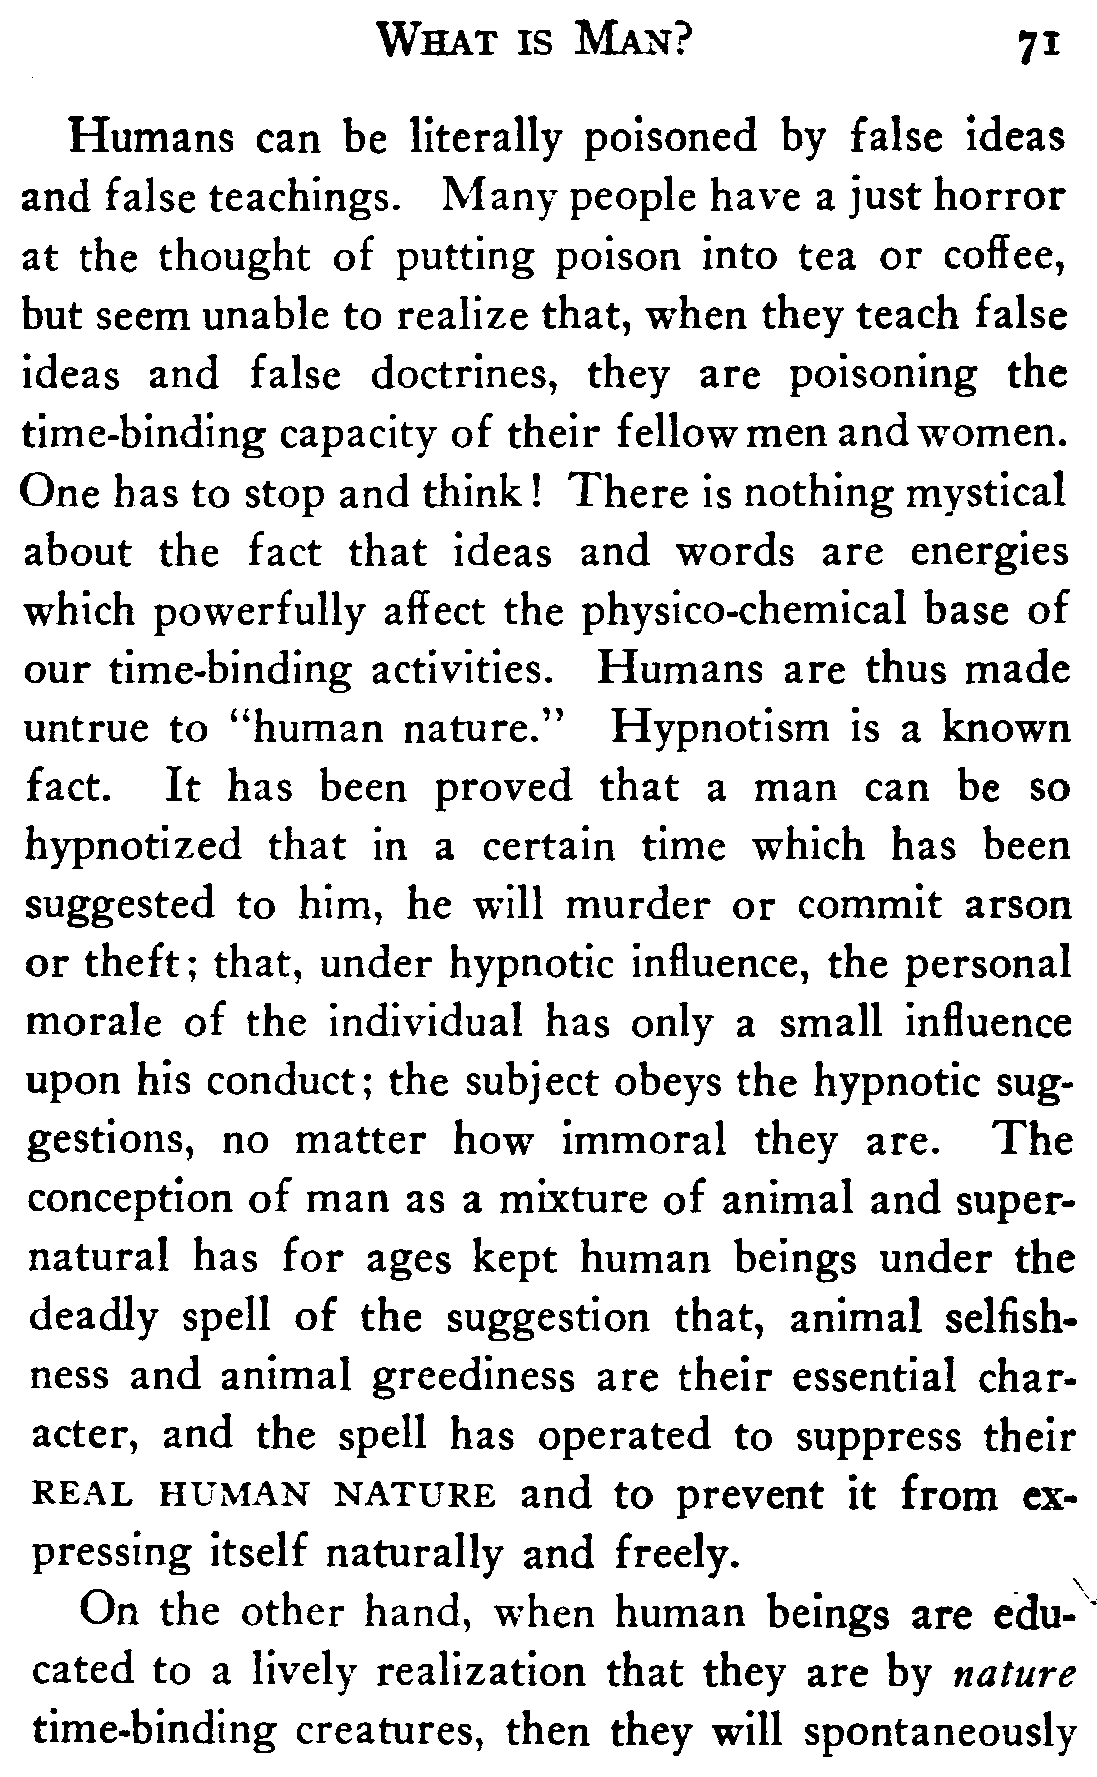 What is Man? 71
Humans can be literally poisoned by false ideas
and false teachings. Many people have a just horror
at the thought of putting poison into tea or coffee,
but seem unable to realize that, when they teach false
ideas and false doctrines, they are poisoning the
time-binding capacity of their fellow men and women.
One has to stop and think! There is nothing mystical
about the fact that ideas and words are energies
which powerfully affect the physico-chemical base of
our time-binding activities. Humans are thus made
untrue to “human nature.” Hypnotism is a known
fact. It has been proved that a man can be so
hypnotized that in a certain time which has been
suggested to him, he will murder or commit arson
or theft; that, under hypnotic influence, the personal
morale of the individual has only a small influence
upon his conduct; the subject obeys the hypnotic sug-
gestions, no matter how immoral they are. The
conception of man as a mixture of animal and super-
natural has for ages kept human beings under the
deadly spell of the suggestion that, animal selfish-
ness and animal greediness are their essential char-
acter, and the spell has operated to suppress their
REAL HUMAN NATURE and to prevent it from ex-
pressing itself naturally and freely.
On the other hand, when human beings are edu-
cated to a lively realization that they are by nature
time-binding creatures, then they will spontaneously